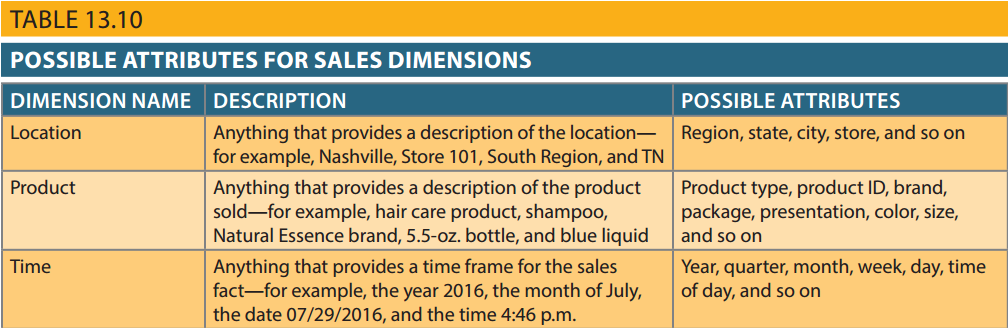 TABLE 13.10
POSSIBLE ATTRIBUTES FOR SALES DIMENSIONS
DIMENSION NAME DESCRIPTION POSSIBLE ATTRIBUTES
Location Anything that provides a description of the location— Region, state, city, store, and so on
for example, Nashville, Store 101, South Region, and TN
Product Anything that provides a description of the product Product type, product ID, brand,
sold—for example, hair care product, shampoo, package, presentation, color, size,
Natural Essence brand, 5.5-oz. bottle, and blue liquid and so on
Time Anything that provides a time frame for the sales Year, quarter, month, week, day, time
fact—for example, the year 2016, the month of July, of day, and so on
the date 07/29/2016, and the time 4:46 p.m.